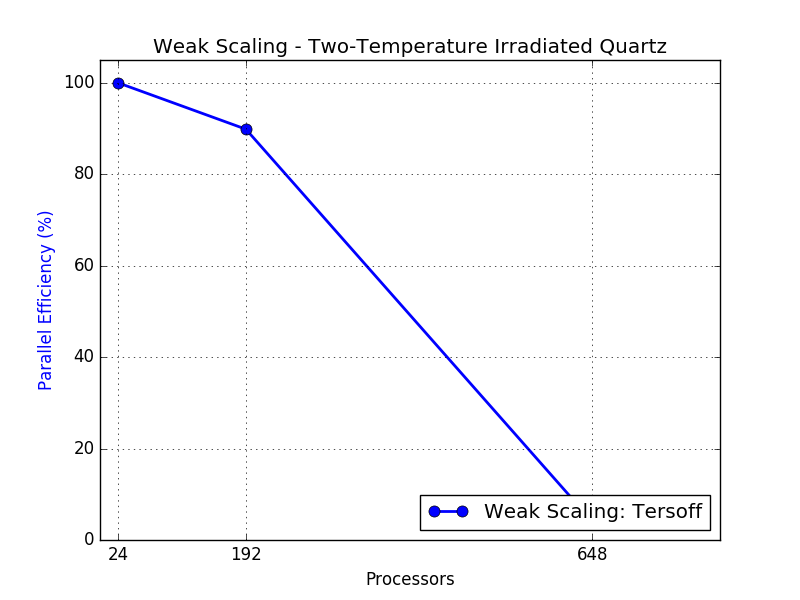 Weak Scaling - Two-Temperature Irradiated Quartz
100
80
60
40
20
0
Parallel Efficiency (%)
Weak Scaling: Tersoff
24 192 648
Processors